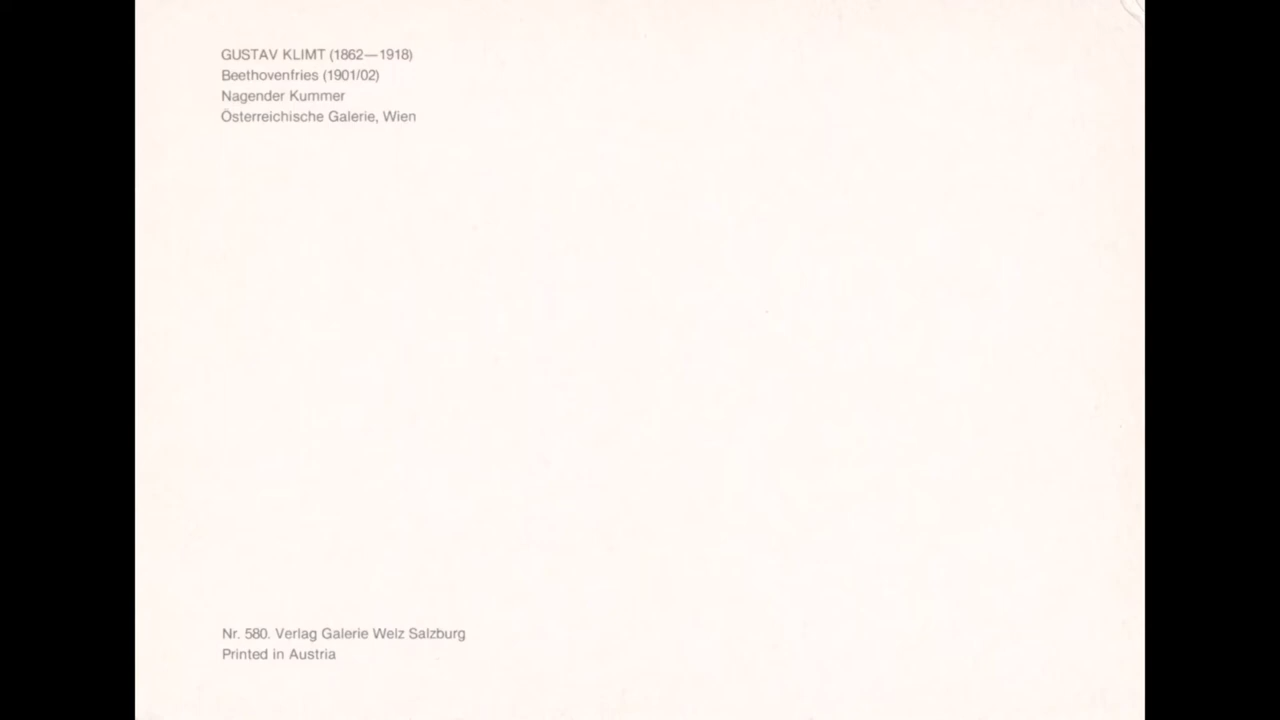 GUSTAV KLIMT (1862—1918)
Beethovenfries (1901/02)
Nagender Kummer
Österreichische Galerie, Wien
Nr. 580. Verlag Galerie Welz Salzburg
Printed in Austria